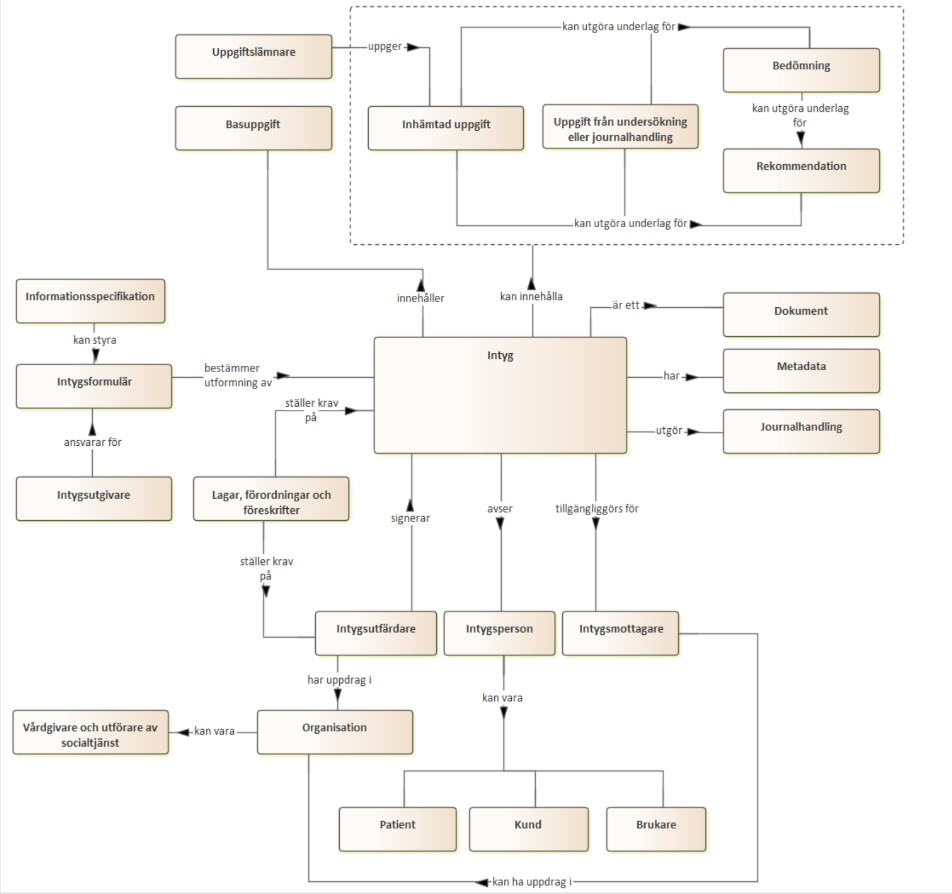 kan utgöra underlag för
Uppgiftslämnare
uppger
Bedömning
kan utgöra underlag
för
Basuppgift
Inhämtad uppgift
Uppgift från undersökning
eller journalhandling
Rekommendation
kan utgöra underlag för
innehåller
kan innehålla
Informationsspecifikation
är ett
Dokument
kan styra
Intyg
Intygsformulär
bestämmer
utformning av
har
Metadata
ställer krav
på
ansvarar för
utgör
Journalhandling
Intygsutgivare
Lagar, förordningar och
föreskrifter
signerar
avser
tillgängliggörs för
ställer krav
på
Intygsutfärdare
Intygsperson
Intygsmottagare
har uppdrag i
kan vara
Vårdgivare och utförare av
socialtjänst
kan vara
Organisation
Patient
Kund
Brukare
kan ha uppdrag i